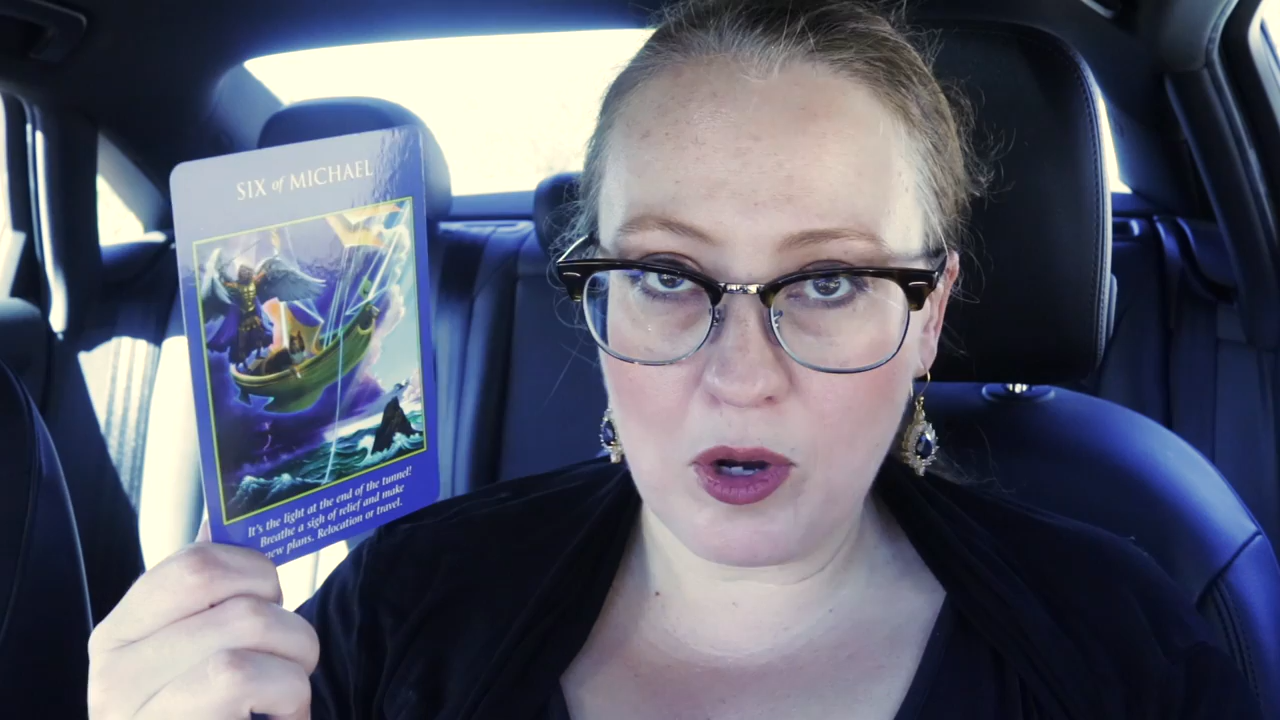 SIX of MICHAEL
It's the light at the end of the tunnel!
Breathe a sigh of relief and make
new plans. Relocation or travel.